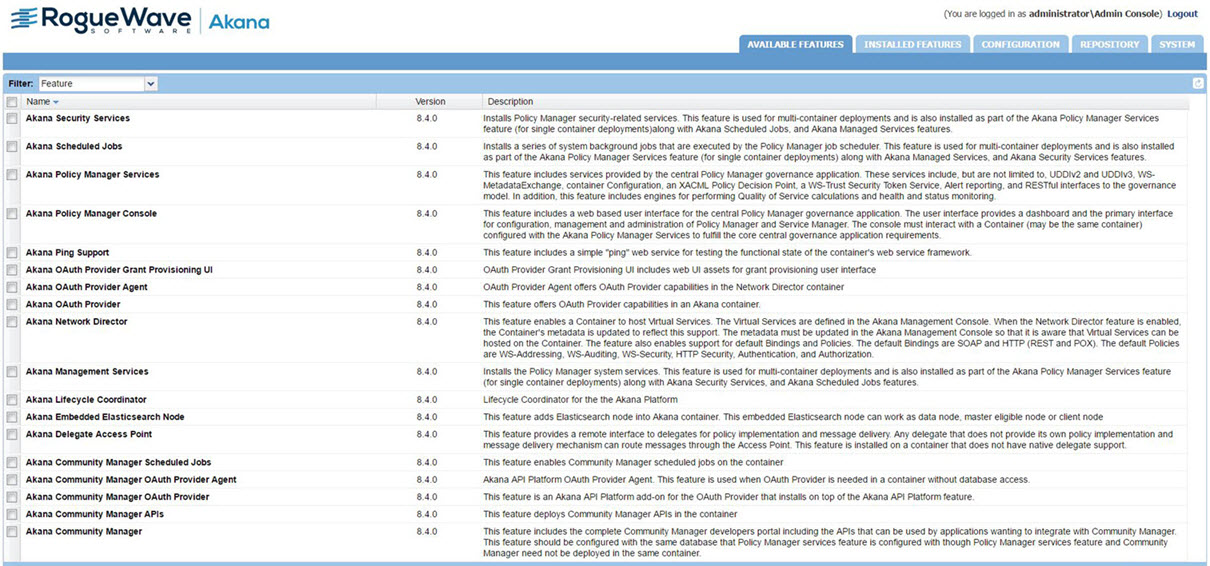 RogueWave Akana
SOFTWARE
(You are logged in as administrator\Admin Console) Logout
AVAILABLE FEATURES INSTALLED FEATURES CONFIGURATION REPOSITORY SYSTEM
Filter: Feature
Name Version Description
Akana Security Services 8.4.0 Installs Policy Manager security-related services. This feature is used for multi-container deployments and is also installed as part of the Akana Policy Manager Services
feature (for single container deployments)along with Akana Scheduled Jobs, and Akana Managed Services features.
Akana Scheduled Jobs 8.4.0 Installs a series of system background jobs that are executed by the Policy Manager job scheduler. This feature is used for multi-container deployments and is also installed
as part of the Akana Policy Manager Services feature (for single container deployments) along with Akana Managed Services, and Akana Security Services features.
Akana Policy Manager Services 8.4.0 This feature includes services provided by the central Policy Manager governance application. These services include, but are not limited to, UDDIv2 and UDDIv3, WS-
MetadataExchange, container Configuration, an XACML Policy Decision Point, a WS-Trust Security Token Service, Alert reporting, and RESTful interfaces to the governance
model. In addition, this feature includes engines for performing Quality of Service calculations and health and status monitoring.
Akana Policy Manager Console 8.4.0 This feature includes a web based user interface for the central Policy Manager governance application. The user interface provides a dashboard and the primary interface
for configuration, management and administration of Policy Manager and Service Manager. The console must interact with a Container (may be the same container)
configured with the Akana Policy Manager Services to fulfill the core central governance application requirements.
Akana Ping Support 8.4.0 This feature includes a simple "ping" web service for testing the functional state of the container's web service framework.
Akana OAuth Provider Grant Provisioning UI 8.4.0 OAuth Provider Grant Provisioning UI includes web UI assets for grant provisioning user interface
Akana OAuth Provider Agent 8.4.0 OAuth Provider Agent offers OAuth Provider capabilities in the Network Director container
Akana OAuth Provider 8.4.0 This feature offers OAuth Provider capabilities in an Akana container.
Akana Network Director 8.4.0 This feature enables a Container to host Virtual Services. The Virtual Services are defined in the Akana Management Console. When the Network Director feature is enabled,
the Container's metadata is updated to reflect this support. The metadata must be updated in the Akana Management Console so that it is aware that Virtual Services can be
hosted on the Container. The feature also enables support for default Bindings and Policies. The default Bindings are SOAP and HTTP (REST and POX). The default Policies
are WS-Addressing, WS-Auditing, WS-Security, HTTP Security, Authentication, and Authorization.
Akana Management Services 8.4.0 Installs the Policy Manager system services. This feature is used for multi-container deployments and is also installed as part of the Akana Policy Manager Services feature
(for single container deployments) along with Akana Security Services, and Akana Scheduled Jobs features.
Akana Lifecycle Coordinator 8.4.0 Lifecycle Coordinator for the the Akana Platform
Akana Embedded Elasticsearch Node 8.4.0 This feature adds Elasticsearch node into Akana container. This embedded Elasticsearch node can work as data node, master eligible node or client node
Akana Delegate Access Point 8.4.0 This feature provides a remote interface to delegates for policy implementation and message delivery. Any delegate that does not provide its own policy implementation and
message delivery mechanism can route messages through the Access Point. This feature is installed on a container that does not have native delegate support.
Akana Community Manager Scheduled Jobs 8.4.0 This feature enables Community Manager scheduled jobs on the container
Akana Community Manager OAuth Provider Agent 8.4.0 Akana API Platform OAuth Provider Agent. This feature is used when OAuth Provider is needed in a container without database access.
Akana Community Manager OAuth Provider 8.4.0 This feature is an Akana API Platform add-on for the OAuth Provider that installs on top of the Akana API Platform feature.
Akana Community Manager APIs 8.4.0 This feature deploys Community Manager APIs in the container
Akana Community Manager 8.4.0 This feature includes the complete Community Manager developers portal including the APIs that can be used by applications wanting to integrate with Community Manager.
This feature should be configured with the same database that Policy Manager services feature is configured with though Policy Manager services feature and Community
Manager need not be deployed in the same container.